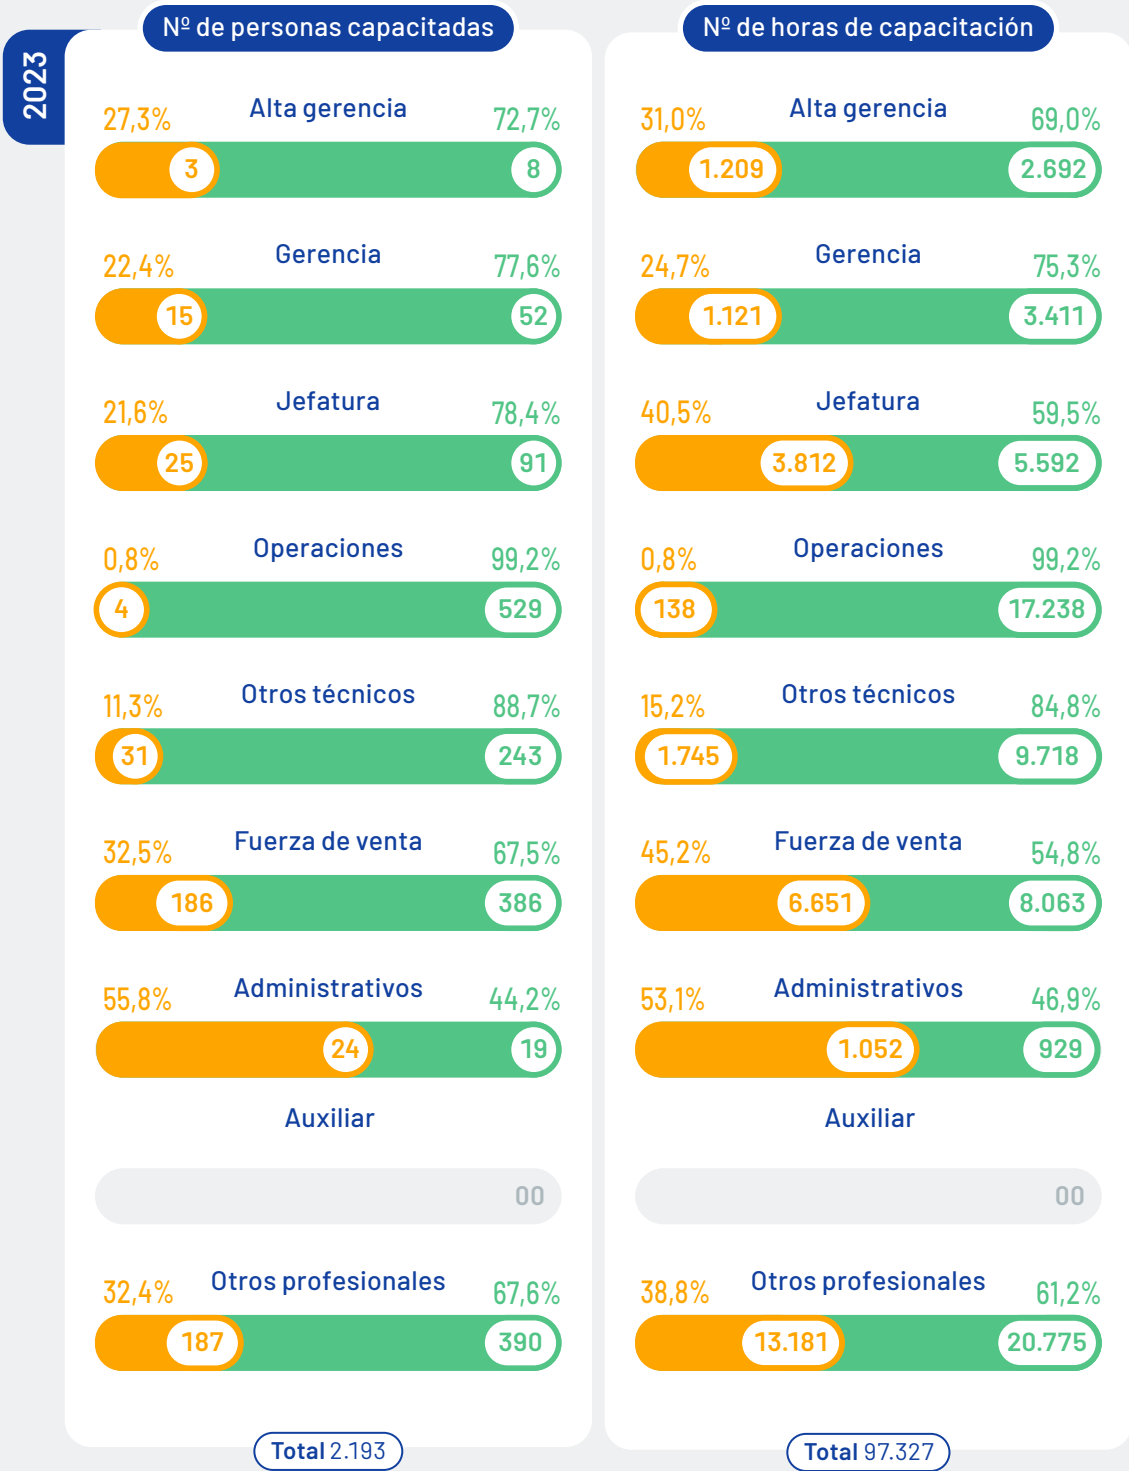 2023
Nº de personas capacitadas
Alta gerencia
27,3% 72,7%
3 8
Gerencia
22,4% 77,6%
15 52
Jefatura
21,6% 78,4%
25 91
Operaciones
0,8% 99,2%
4 529
Otros técnicos
11,3% 88,7%
31 243
Fuerza de venta
32,5% 67,5%
186 386
Administrativos
55,8% 44,2%
24 19
Auxiliar
00
Otros profesionales
32,4% 67,6%
187 390
Total 2.193
Nº de horas de capacitación
Alta gerencia
31,0% 69,0%
1.209 2.692
Gerencia
24,7% 75,3%
1.121 3.411
Jefatura
40,5% 59,5%
3.812 5.592
Operaciones
0,8% 99,2%
138 17.238
Otros técnicos
15,2% 84,8%
1.745 9.718
Fuerza de venta
45,2% 54,8%
6.651 8.063
Administrativos
53,1% 46,9%
1.052 929
Auxiliar
00
Otros profesionales
38,8% 61,2%
13.181 20.775
Total 97.327